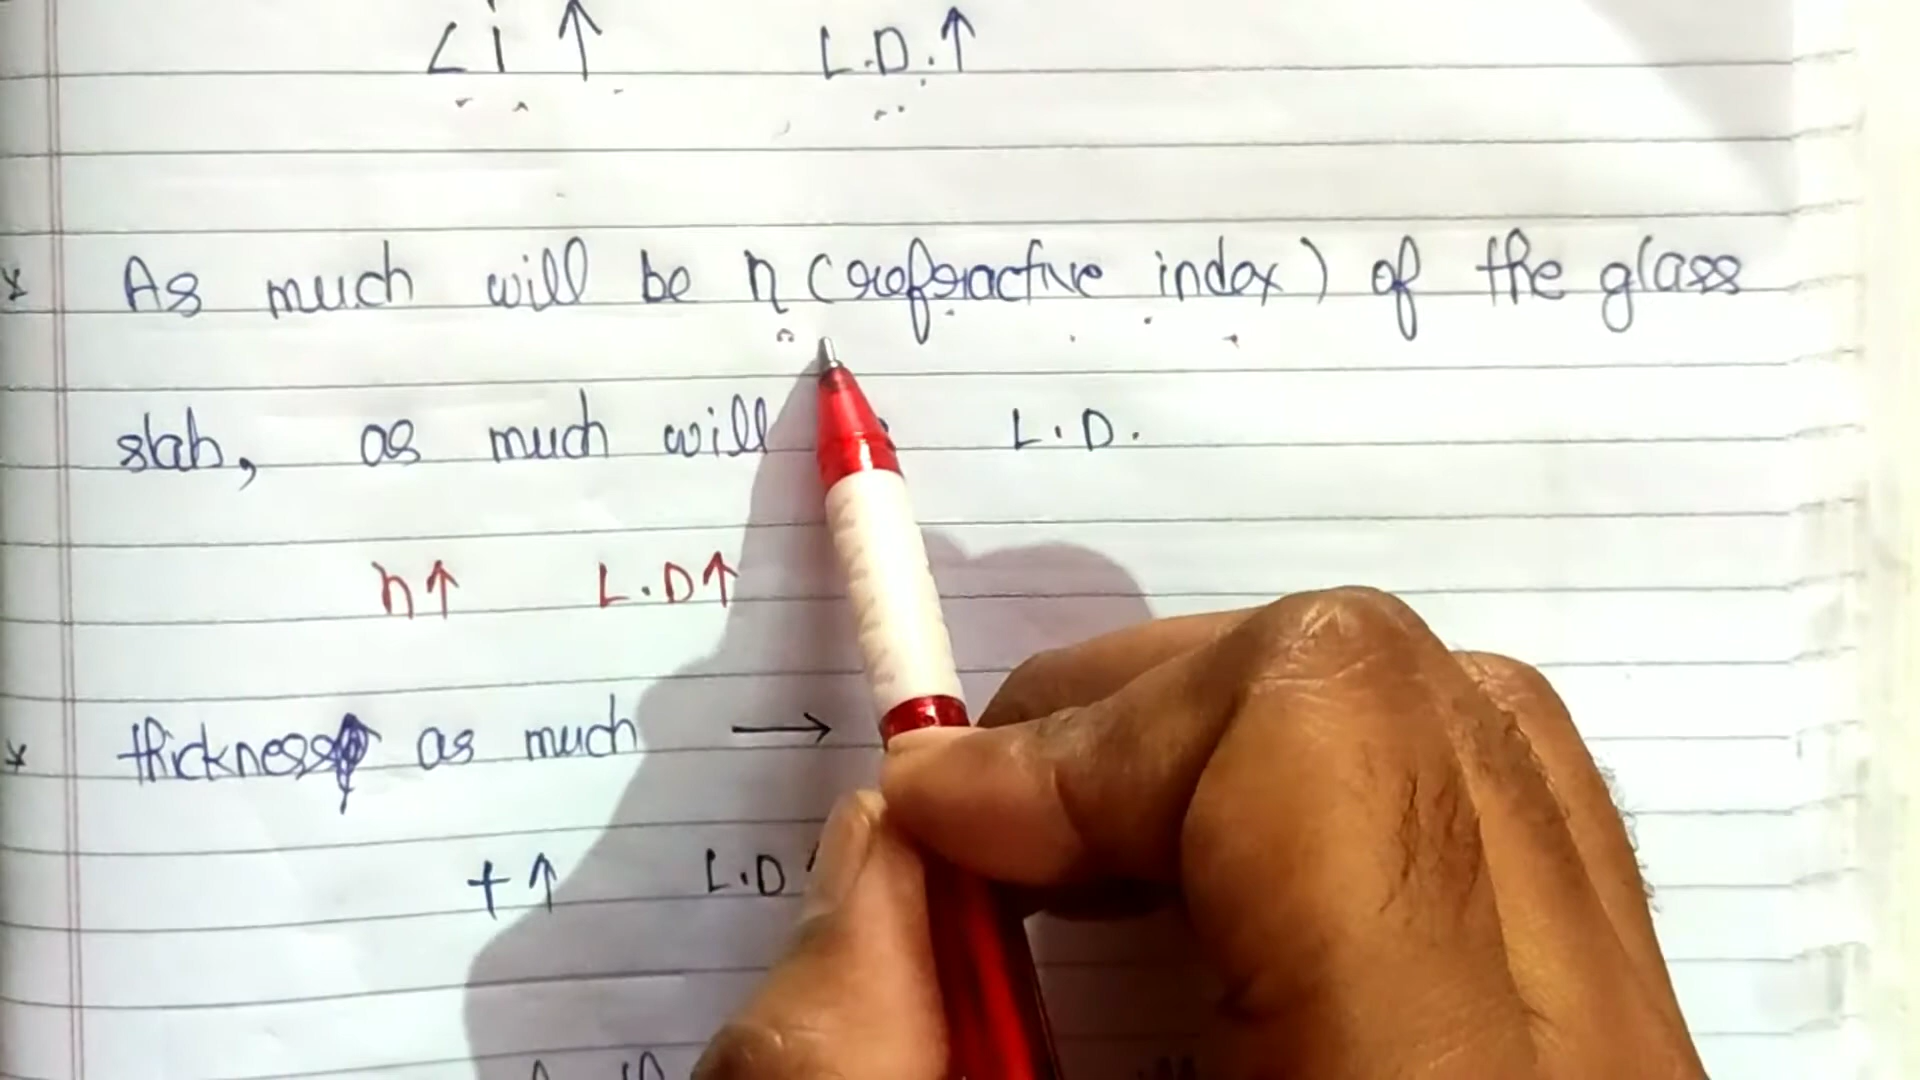 ∠i ↑ L.D. ↑
* As much will be n (refractive index) of the glass
slab, as much will L.D.
n↑ L.D↑
* thickness as much →
t↑ L.D